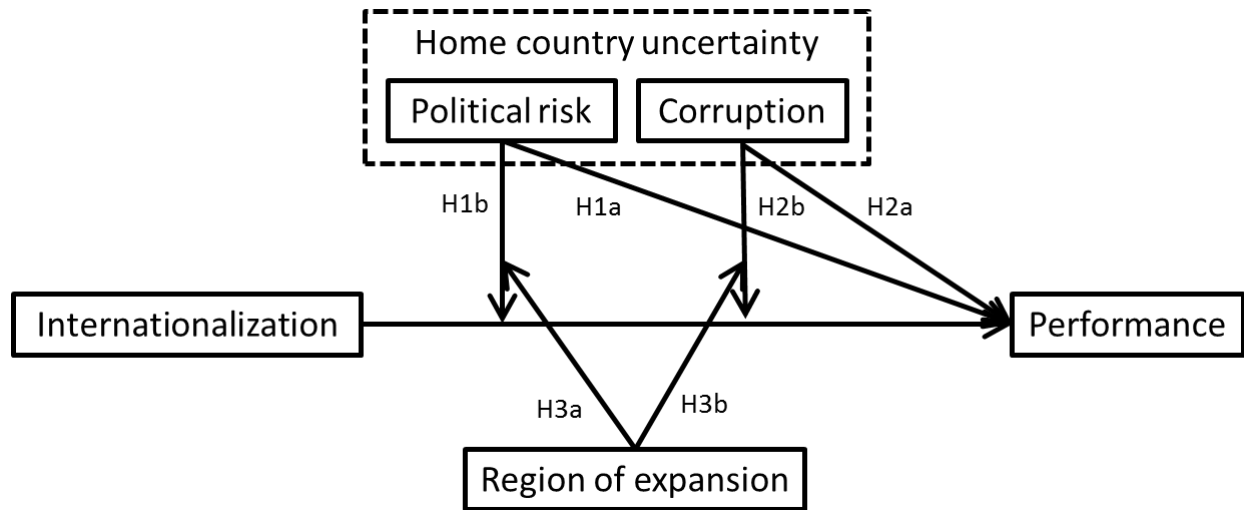 Home country uncertainty
Political risk
Corruption
H1b
H1a
H2b
H2a
Internationalization
Performance
H3a
H3b
Region of expansion